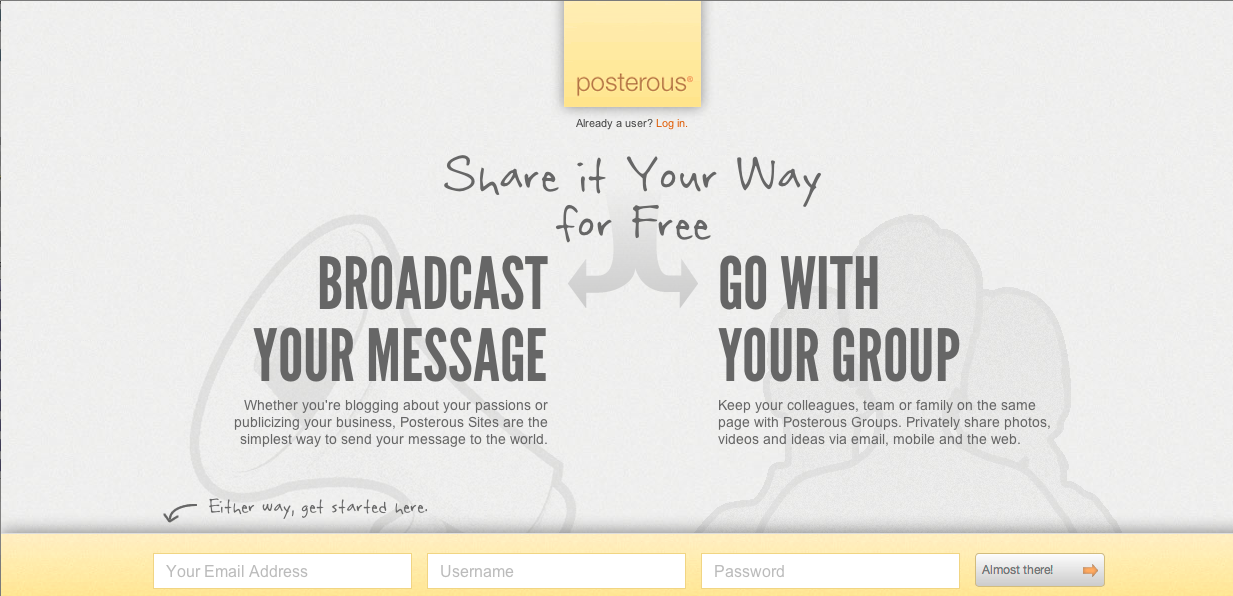 posterous®
Already a user? Log in.
Share it Your Way
for Free
BROADCAST
YOUR MESSAGE
Whether you're blogging about your passions or
publicizing your business, Posterous Sites are the
simplest way to send your message to the world.
GO WITH
YOUR GROUP
Keep your colleagues, team or family on the same
page with Posterous Groups. Privately share photos,
videos and ideas via email, mobile and the web.
Either way, get started here.
Your Email Address
Username
Password
Almost there!